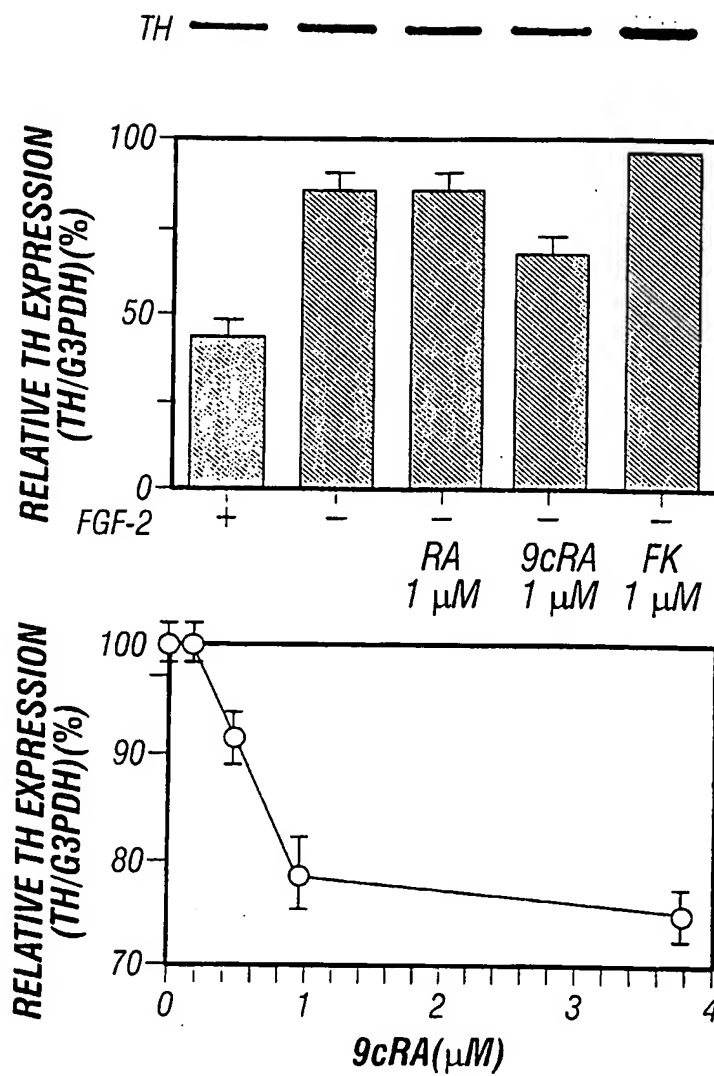 TH
RELATIVE TH EXPRESSION
(TH/G3PDH)(%)
100
50
0
FGF-2 + – – – –
RA 9cRA FK
1 μM 1 μM 1 μM
RELATIVE TH EXPRESSION
(TH/G3PDH)(%)
100
90
80
70
0 1 2 3 4
9cRA(μM)